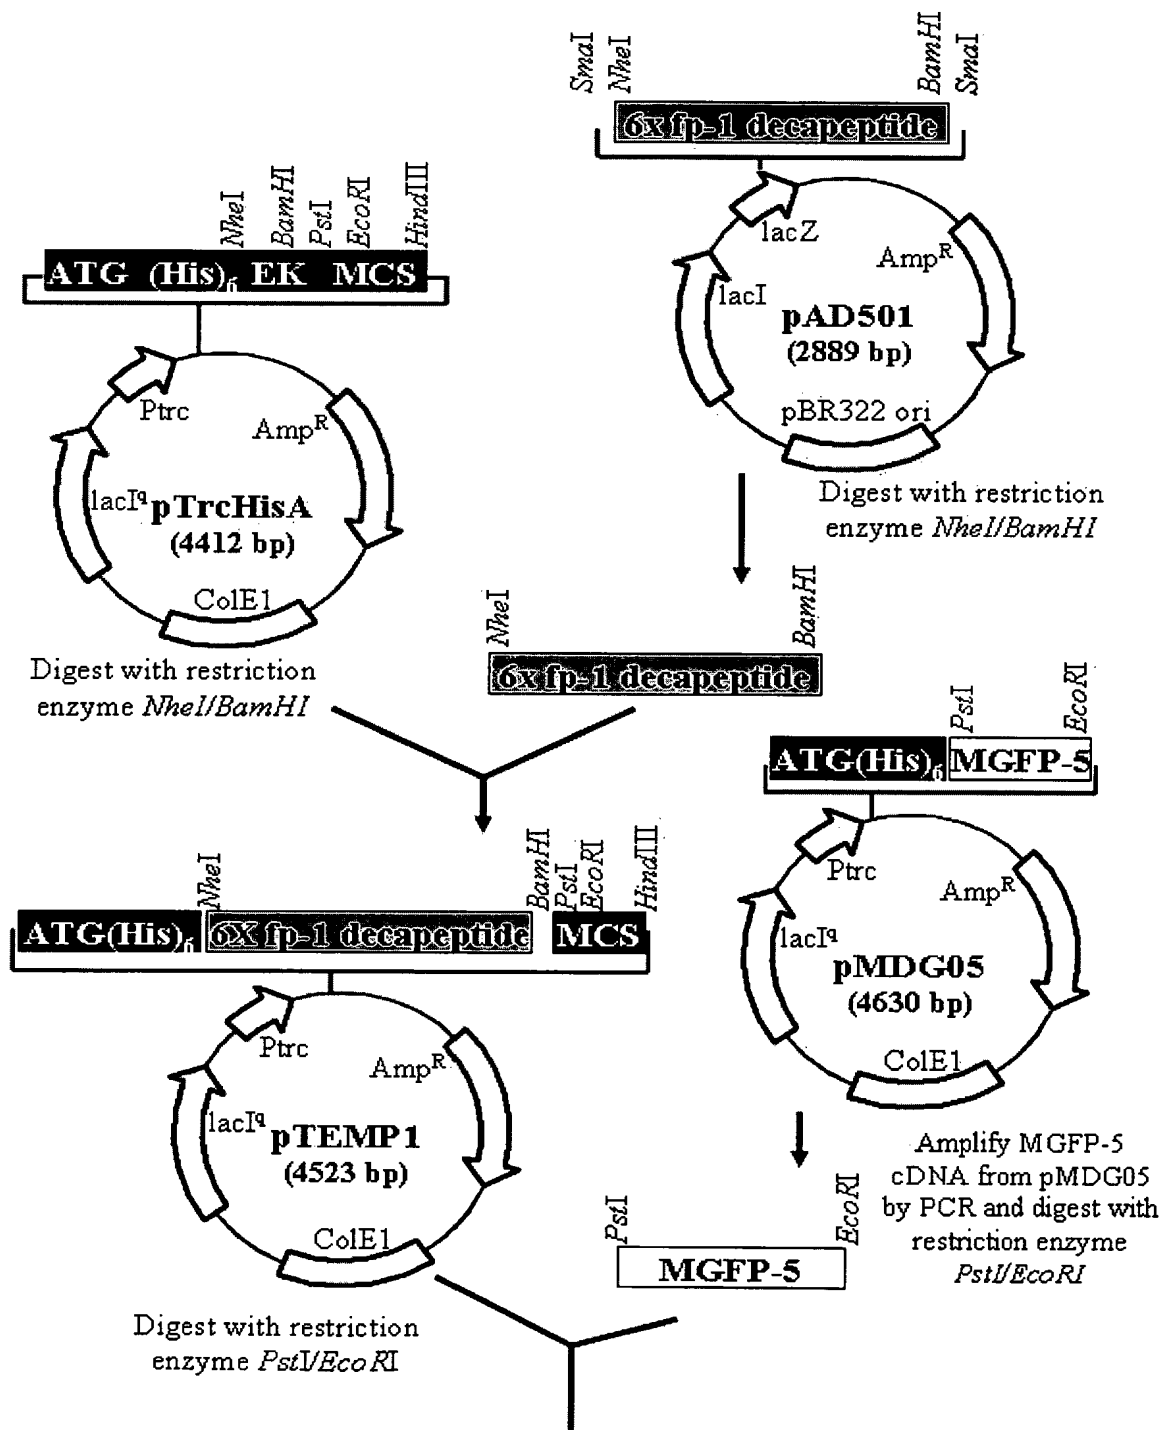 SmaI
NheI
BamHI
SmaI
6x fp-1 decapeptide
lacZ
lacI
AmpR
pAD501
(2889 bp)
pBR322 ori
Digest with restriction
enzyme NheI/BamHI
NheI
BamHI
PstI
EcoRI
HindIII
ATG (His)6 EK MCS
Ptrc
AmpR
lacIq
pTrcHisA
(4412 bp)
ColE1
Digest with restriction
enzyme NheI/BamHI
NheI
BamHI
6x fp-1 decapeptide
PstI
EcoRI
ATG(His)6 MGFP-5
Ptrc
AmpR
lacIq
pMDG05
(4630 bp)
ColE1
NheI
BamHI
PstI
EcoRI
HindIII
ATG(His)6 6X fp-1 decapeptide MCS
Ptrc
AmpR
lacIq
pTEMP1
(4523 bp)
ColE1
Digest with restriction
enzyme PstI/EcoRI
Amplify MGFP-5
cDNA from pMDG05
by PCR and digest with
restriction enzyme
PstI/EcoRI
PstI
EcoRI
MGFP-5